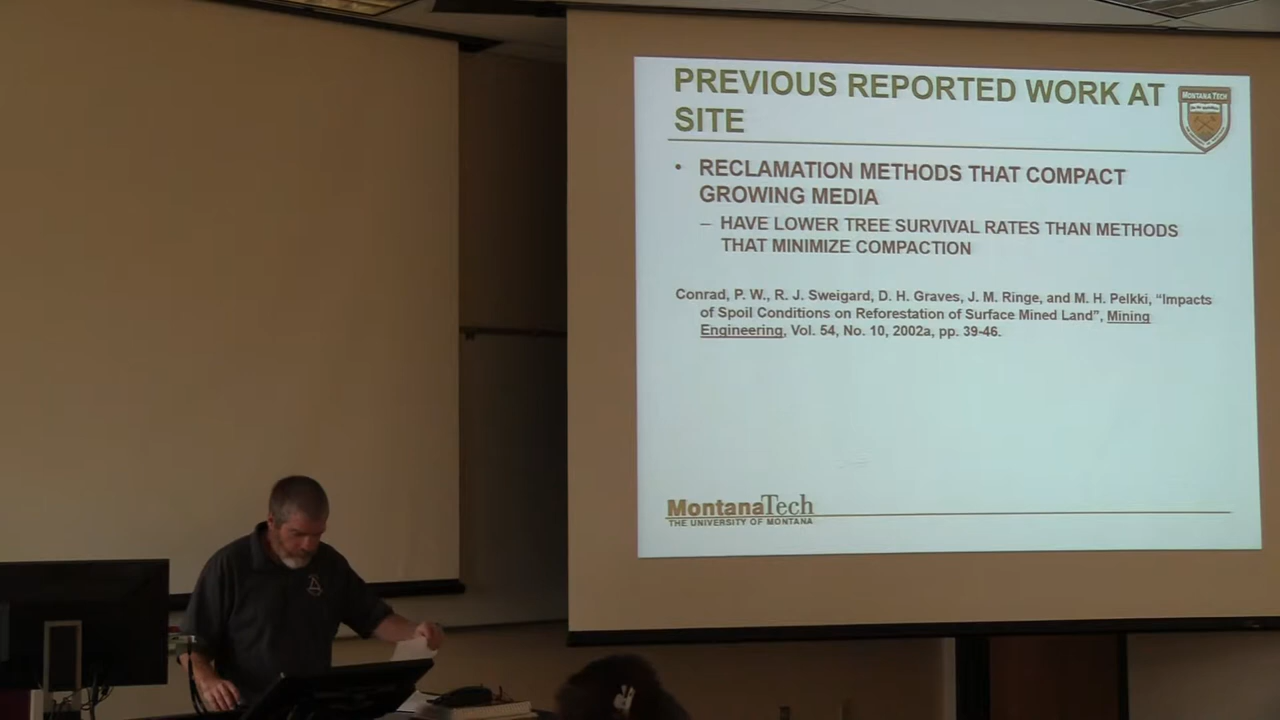 PREVIOUS REPORTED WORK AT
SITE
MONTANA TECH
• RECLAMATION METHODS THAT COMPACT
GROWING MEDIA
– HAVE LOWER TREE SURVIVAL RATES THAN METHODS
THAT MINIMIZE COMPACTION
Conrad, P. W., R. J. Sweigard, D. H. Graves, J. M. Ringe, and M. H. Pelkki, “Impacts
of Spoil Conditions on Reforestation of Surface Mined Land”, Mining
Engineering, Vol. 54, No. 10, 2002a, pp. 39-46.
MontanaTech
THE UNIVERSITY OF MONTANA